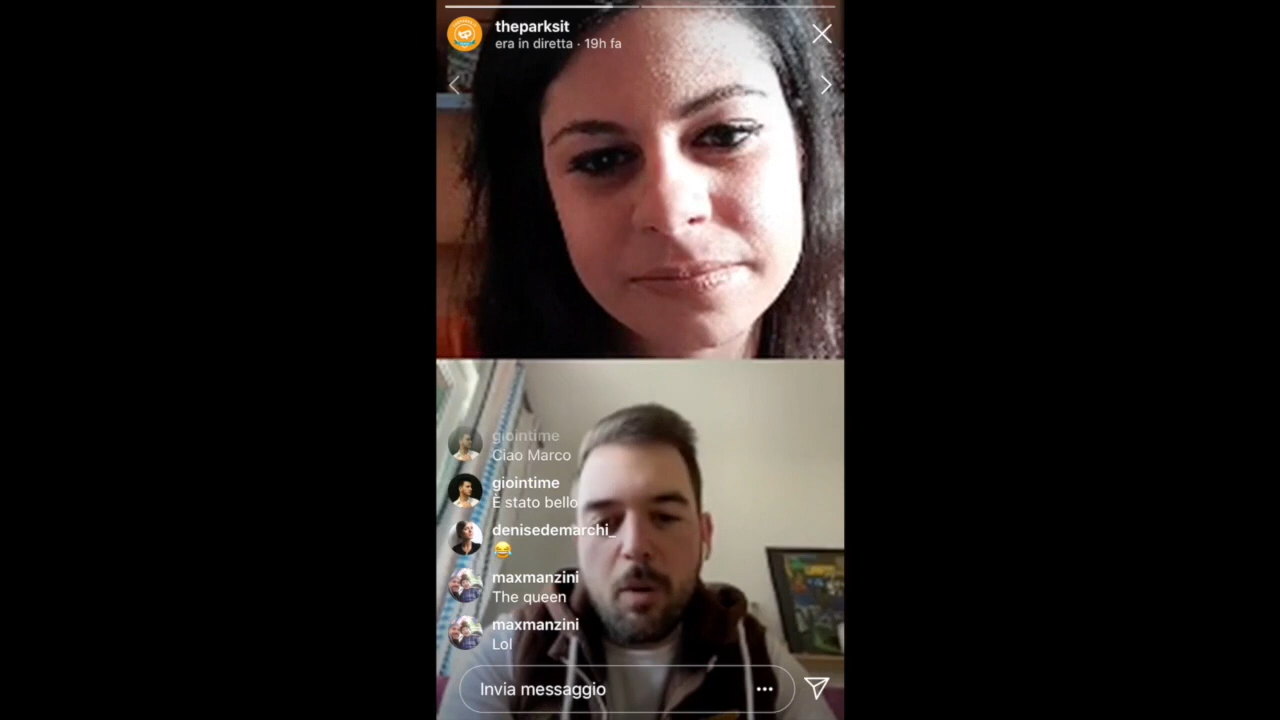 theparksit
era in diretta · 19h fa
giointime
Ciao Marco
giointime
È stato bello
denisedemarchi_
😂
maxmanzini
The queen
maxmanzini
Lol
Invia messaggio